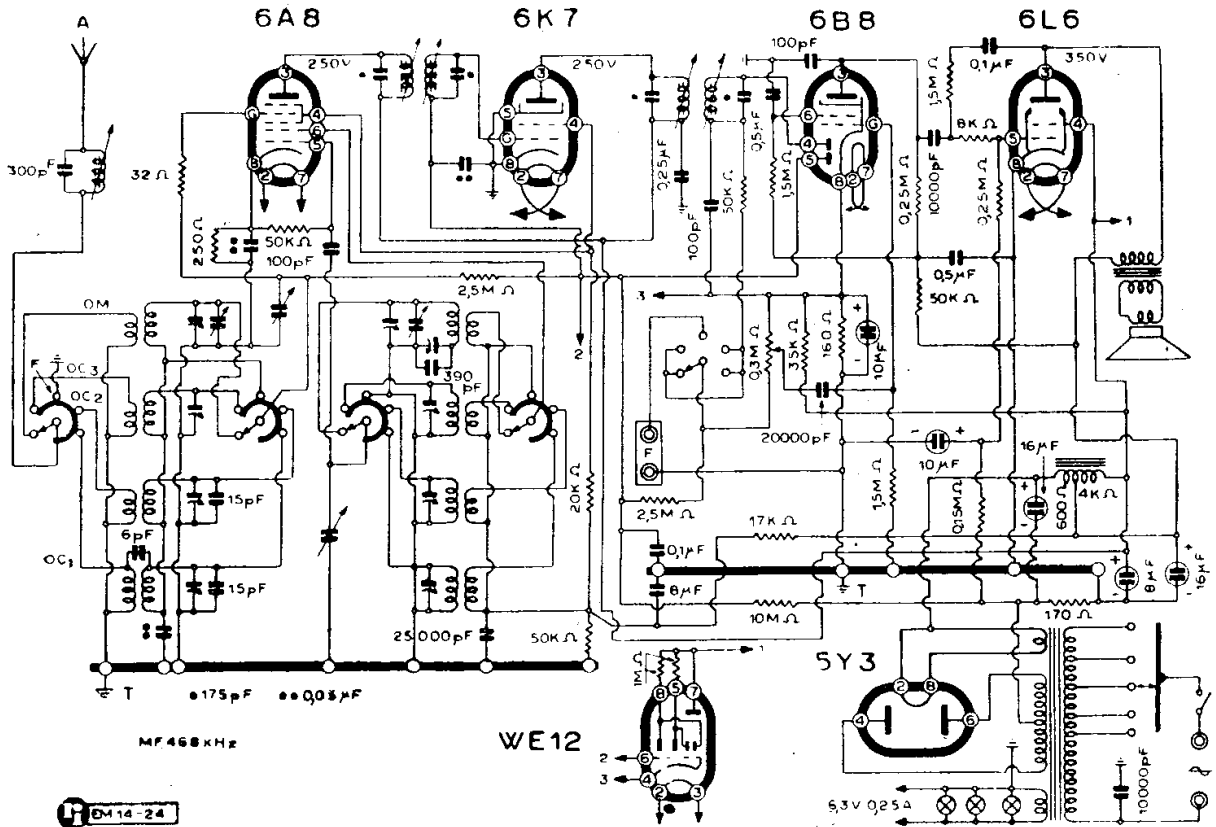 6A8
6K7
6B8
6L6
A
250V
250V
100pF
0,1µF
350V
1,5MΩ
8KΩ
300pF
32Ω
0,25µF
0,5µF
1,5MΩ
0,25MΩ
10000pF
0,25MΩ
1
250Ω
50KΩ
100pF
100pF
50KΩ
0,5µF
50KΩ
2,5MΩ
OM
3
2
0,3MΩ
35KΩ
160Ω
10µF
F
OC3
OC2
390
pF
20000pF
F
10µF
16µF
4KΩ
600Ω
15pF
20KΩ
2,5MΩ
1,5MΩ
0,15MΩ
17KΩ
6pF
OC1
15pF
0,1µF
8µF
T
8µF
16µF
25000pF
50KΩ
10MΩ
170Ω
T
•175pF
••0,05µF
1MΩ
1
5Y3
MF 468 KHz
WE12
2
3
6,3V 0,25A
10000pF
EM 14-24